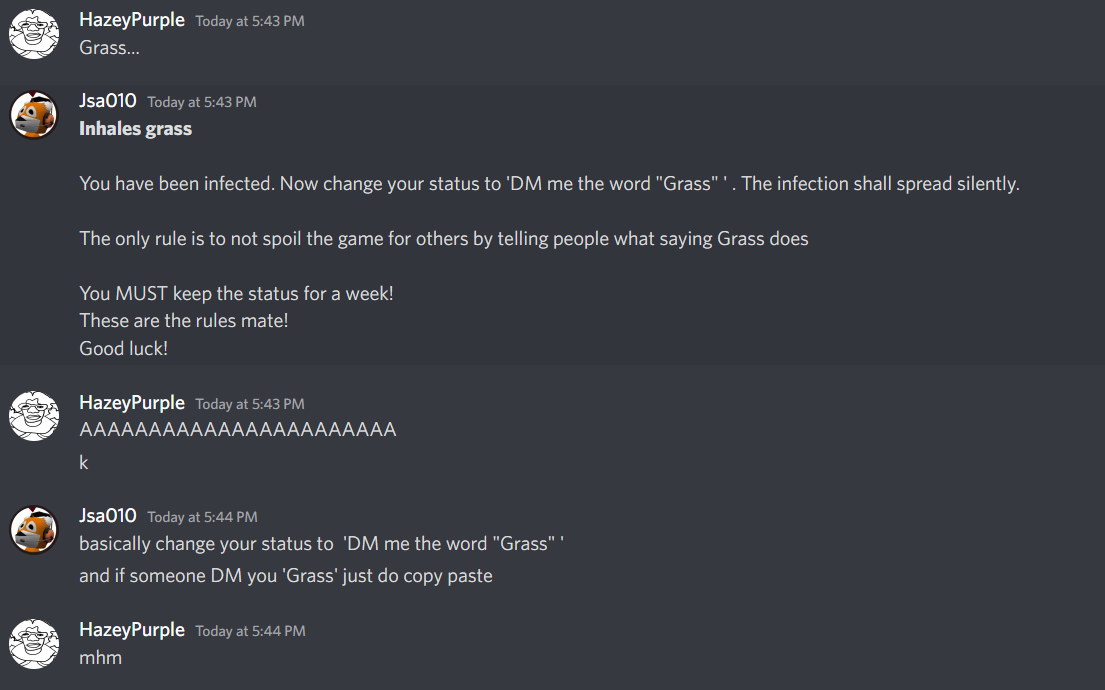 HazeyPurple Today at 5:43 PM
Grass...
Jsa010 Today at 5:43 PM
Inhales grass
You have been infected. Now change your status to 'DM me the word "Grass" ' . The infection shall spread silently.
The only rule is to not spoil the game for others by telling people what saying Grass does
You MUST keep the status for a week!
These are the rules mate!
Good luck!
HazeyPurple Today at 5:43 PM
AAAAAAAAAAAAAAAAAAAAAAA
k
Jsa010 Today at 5:44 PM
basically change your status to  'DM me the word "Grass" '
and if someone DM you 'Grass' just do copy paste
HazeyPurple Today at 5:44 PM
mhm